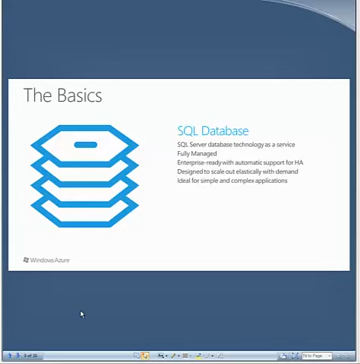 The Basics
SQL Database
SQL Server database technology as a service
Fully Managed
Enterprise-ready with automatic support for HA
Designed to scale out elastically with demand
Ideal for simple and complex applications
Windows Azure